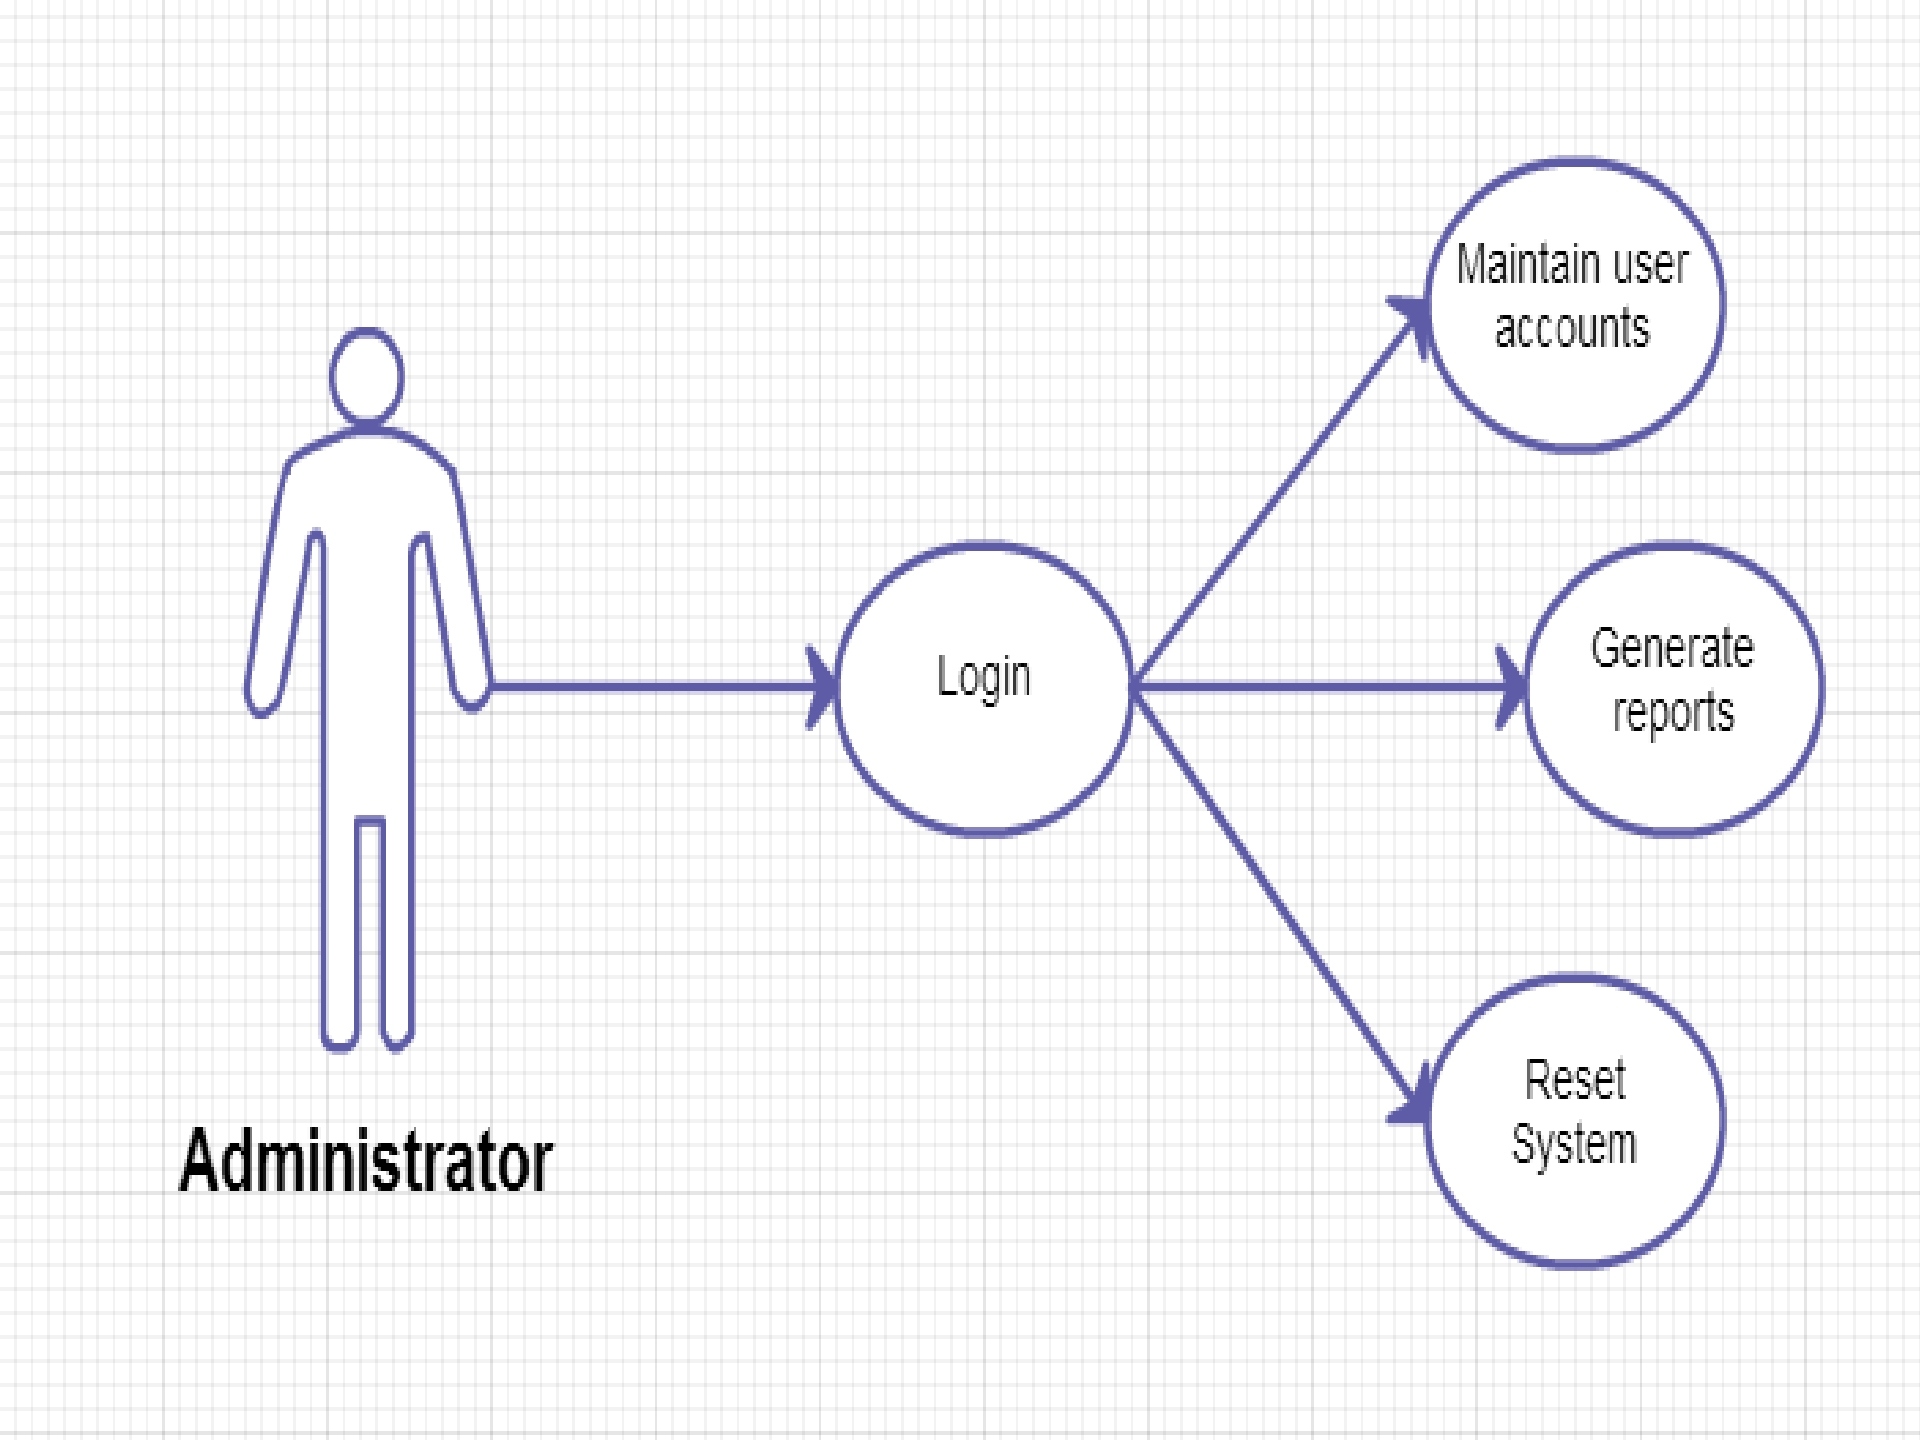 Maintain user
accounts
Login
Generate
reports
Reset
System
Administrator